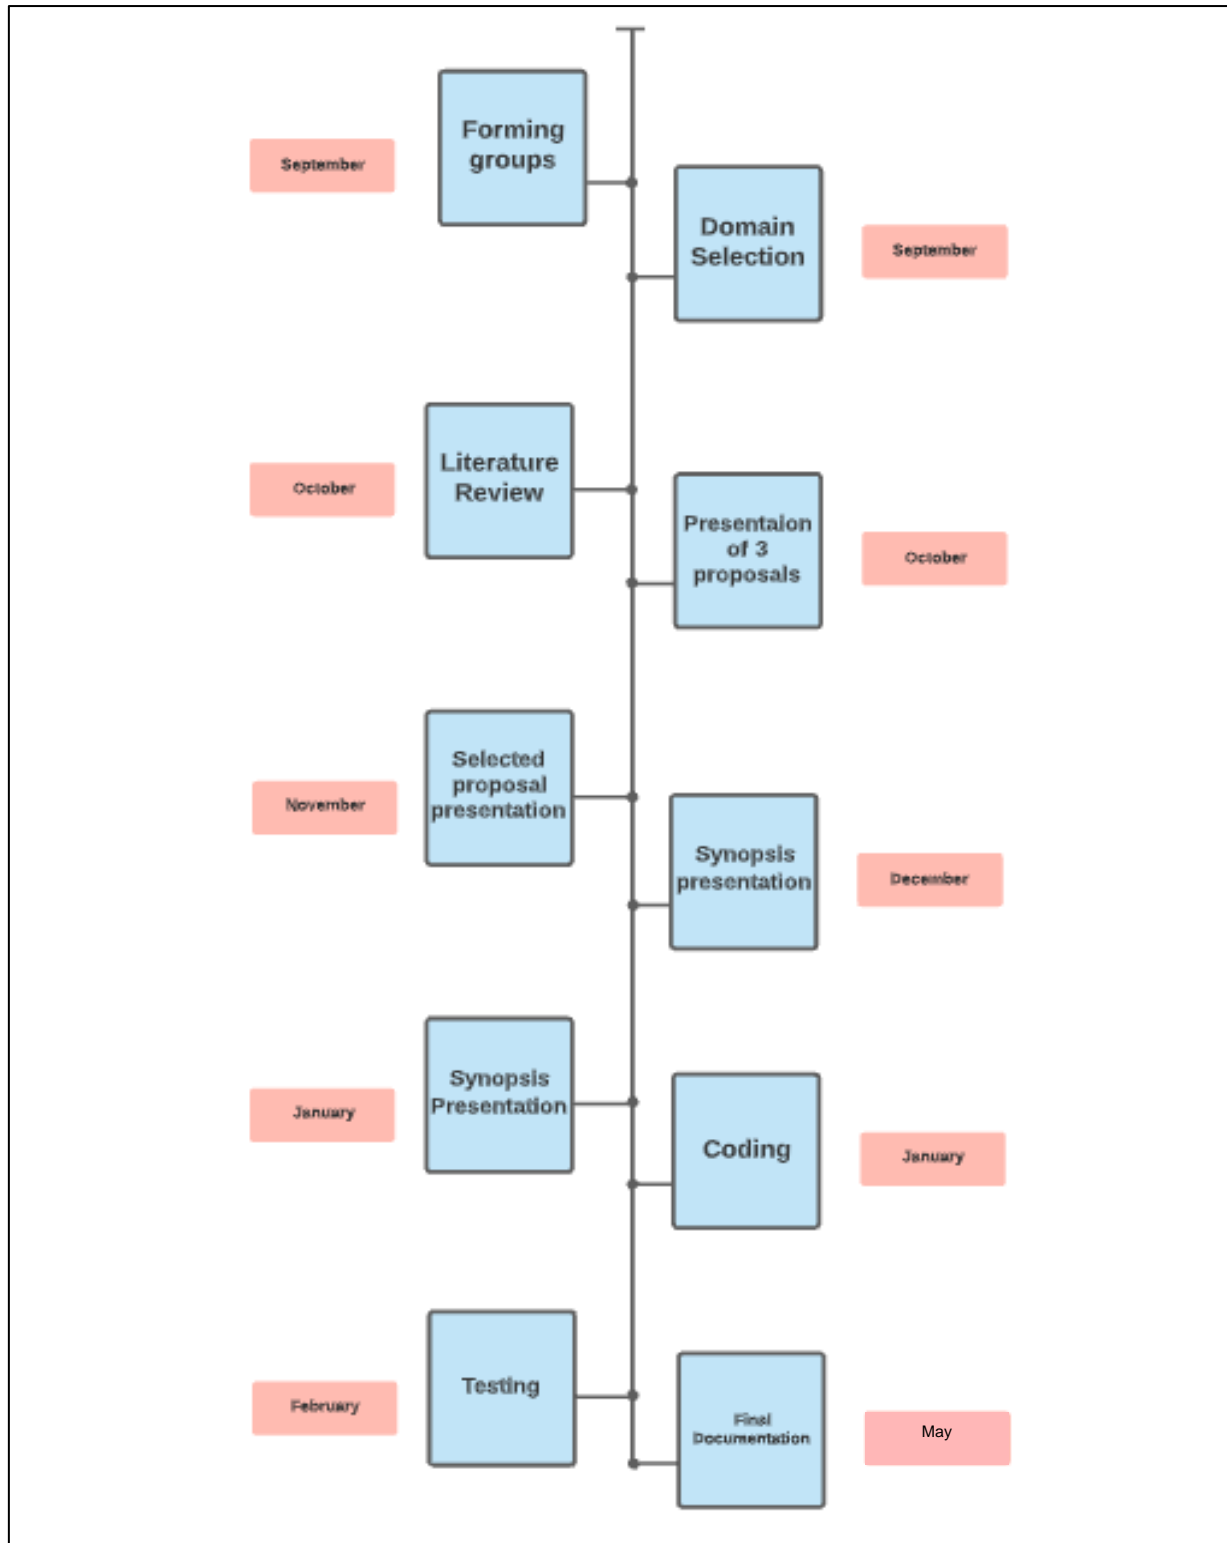 Forming
groups
September
Domain
Selection
September
Literature
Review
October
Presentaion
of 3
proposals
October
Selected
proposal
presentation
November
Synopsis
presentation
December
Synopsis
Presentation
January
Coding
January
Testing
February
Final
Documentation
May